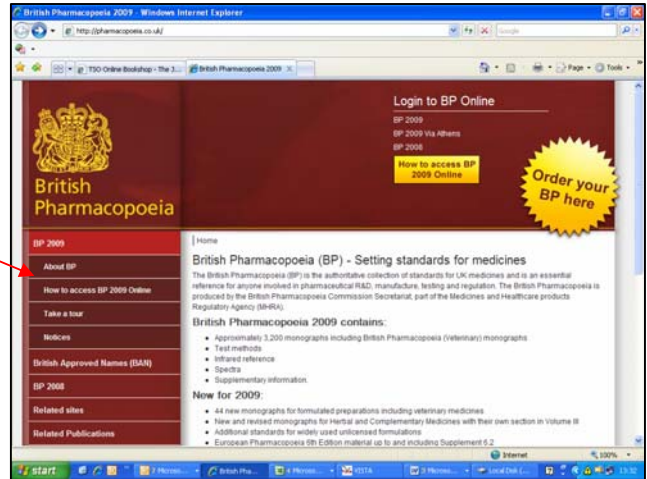 British Pharmacopoeia 2009 - Windows Internet Explorer
http://pharmacopoeia.co.uk/
Google
TSO Online Bookshop - The 3...
British Pharmacopoeia 2009
Page
Tools
British
Pharmacopoeia
Login to BP Online
BP 2009
BP 2009 Via Athens
BP 2008
How to access BP
2009 Online
Order your
BP here
BP 2009
About BP
How to access BP 2009 Online
Take a tour
Notices
British Approved Names (BAN)
BP 2008
Related sites
Related Publications
Home
British Pharmacopoeia (BP) - Setting standards for medicines
The British Pharmacopoeia (BP) is the authoritative collection of standards for UK medicines and is an essential
reference for anyone involved in pharmaceutical R&D, manufacture, testing and regulation. The British Pharmacopoeia is
produced by the British Pharmacopoeia Commission Secretariat, part of the Medicines and Healthcare products
Regulatory Agency (MHRA).
British Pharmacopoeia 2009 contains:
Approximately 3,200 monographs including British Pharmacopoeia (Veterinary) monographs
Test methods
Infrared reference
Spectra
Supplementary information.
New for 2009:
44 new monographs for formulated preparations including veterinary medicines
New and revised monographs for Herbal and Complementary Medicines with their own section in Volume III
Additional standards for widely used unlicensed formulations
European Pharmacopoeia 6th Edition material up to and including Supplement 6.2
Internet
100%
start
7 Micros...
British Pha...
4 Micros...
VISTA
3 Micros...
Local Disk (...
13:32